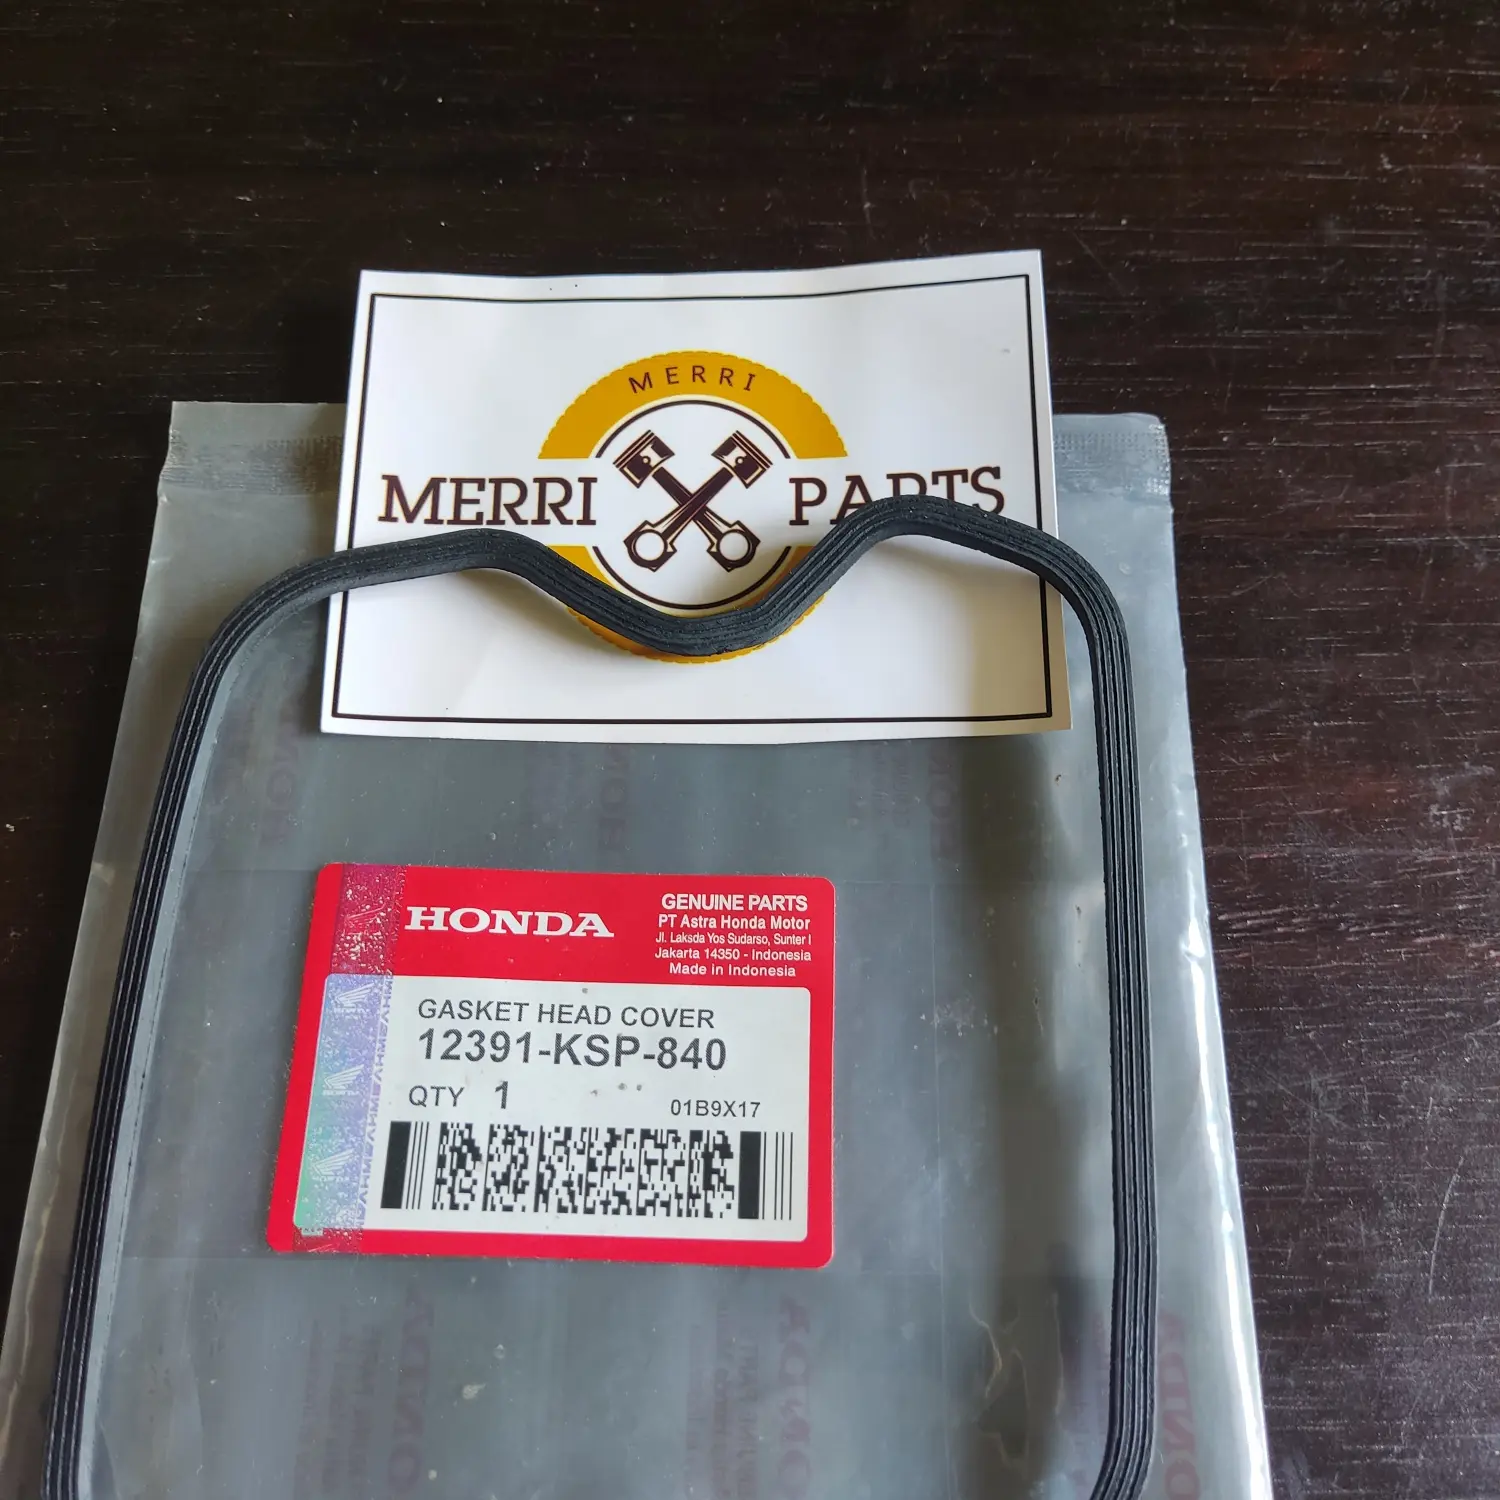 MERRI
MERRI PARTS
HONDA
GENUINE PARTS
PT Astra Honda Motor
Jl. Laksda Yos Sudarso, Sunter I
Jakarta 14350 - Indonesia
Made in Indonesia
GASKET HEAD COVER
12391-KSP-840
QTY 1
01B9X17